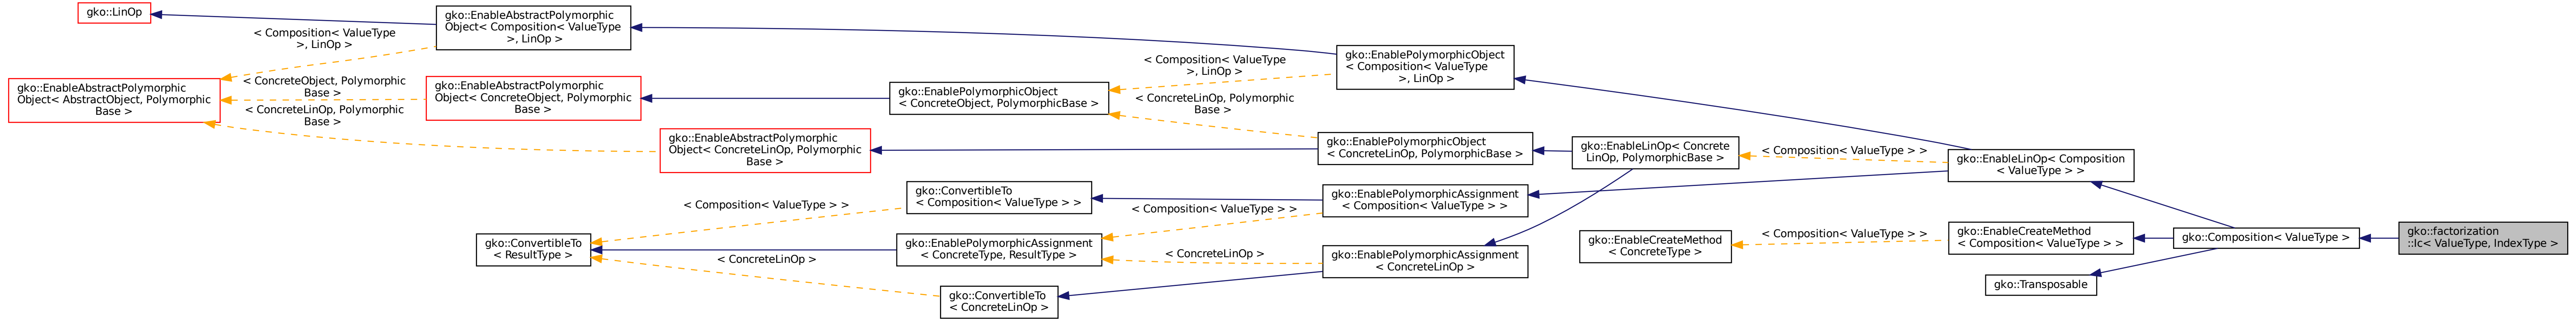 gko::LinOp
gko::EnableAbstractPolymorphic
Object< Composition< ValueType
>, LinOp >
< Composition< ValueType
>, LinOp >
gko::EnableAbstractPolymorphic
Object< AbstractObject, Polymorphic
Base >
< ConcreteObject, Polymorphic
Base >
< ConcreteLinOp, Polymorphic
Base >
gko::EnableAbstractPolymorphic
Object< ConcreteObject, Polymorphic
Base >
gko::EnableAbstractPolymorphic
Object< ConcreteLinOp, Polymorphic
Base >
gko::EnablePolymorphicObject
< ConcreteObject, PolymorphicBase >
< Composition< ValueType
>, LinOp >
< ConcreteLinOp, Polymorphic
Base >
gko::EnablePolymorphicObject
< Composition< ValueType
>, LinOp >
gko::EnablePolymorphicObject
< ConcreteLinOp, PolymorphicBase >
gko::EnableLinOp< Concrete
LinOp, PolymorphicBase >
< Composition< ValueType > >
gko::EnableLinOp< Composition
< ValueType > >
gko::ConvertibleTo
< Composition< ValueType > >
< Composition< ValueType > >
gko::EnablePolymorphicAssignment
< Composition< ValueType > >
< Composition< ValueType > >
gko::ConvertibleTo
< ResultType >
gko::EnablePolymorphicAssignment
< ConcreteType, ResultType >
< ConcreteLinOp >
< ConcreteLinOp >
gko::EnablePolymorphicAssignment
< ConcreteLinOp >
gko::ConvertibleTo
< ConcreteLinOp >
gko::EnableCreateMethod
< ConcreteType >
< Composition< ValueType > >
gko::EnableCreateMethod
< Composition< ValueType > >
gko::Transposable
gko::Composition< ValueType >
gko::factorization
::Ic< ValueType, IndexType >